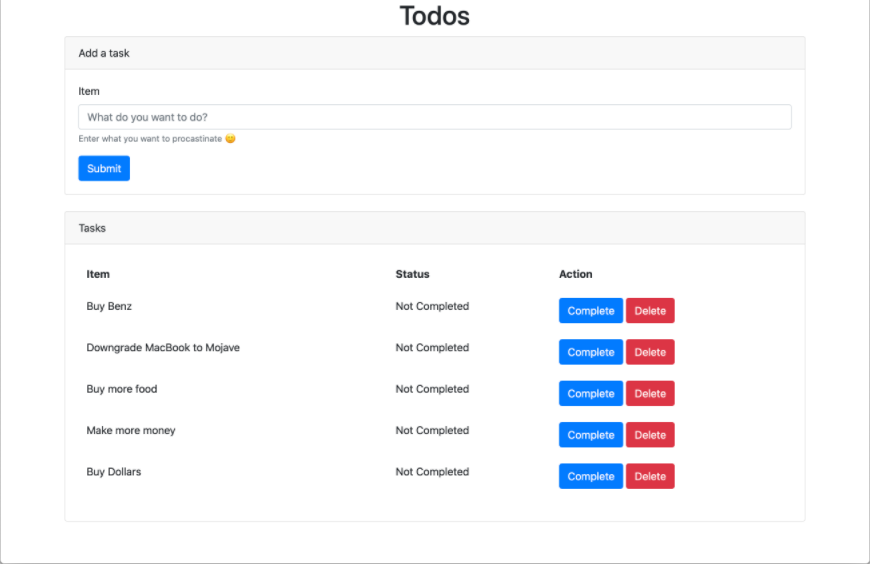 Todos
Add a task
Item
What do you want to do?
Enter what you want to procastinate 😊
Submit
Tasks
Item Status Action
Buy Benz Not Completed Complete Delete
Downgrade MacBook to Mojave Not Completed Complete Delete
Buy more food Not Completed Complete Delete
Make more money Not Completed Complete Delete
Buy Dollars Not Completed Complete Delete